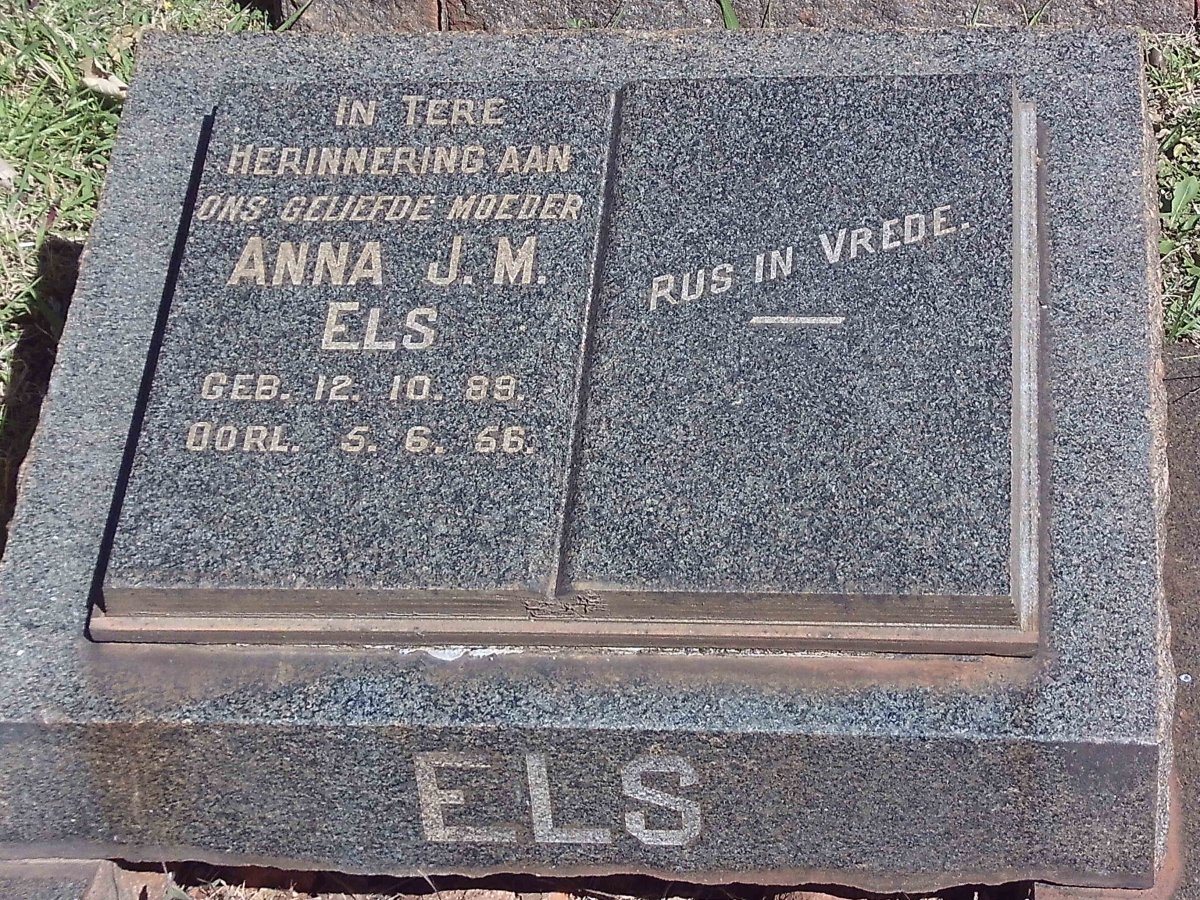 IN TERE
HERINNERING AAN
ONS GELIEFDE MOEDER
ANNA J. M.
ELS
GEB. 12. 10. 89.
OORL. 5. 6. 56.
RUS IN VREDE.
ELS